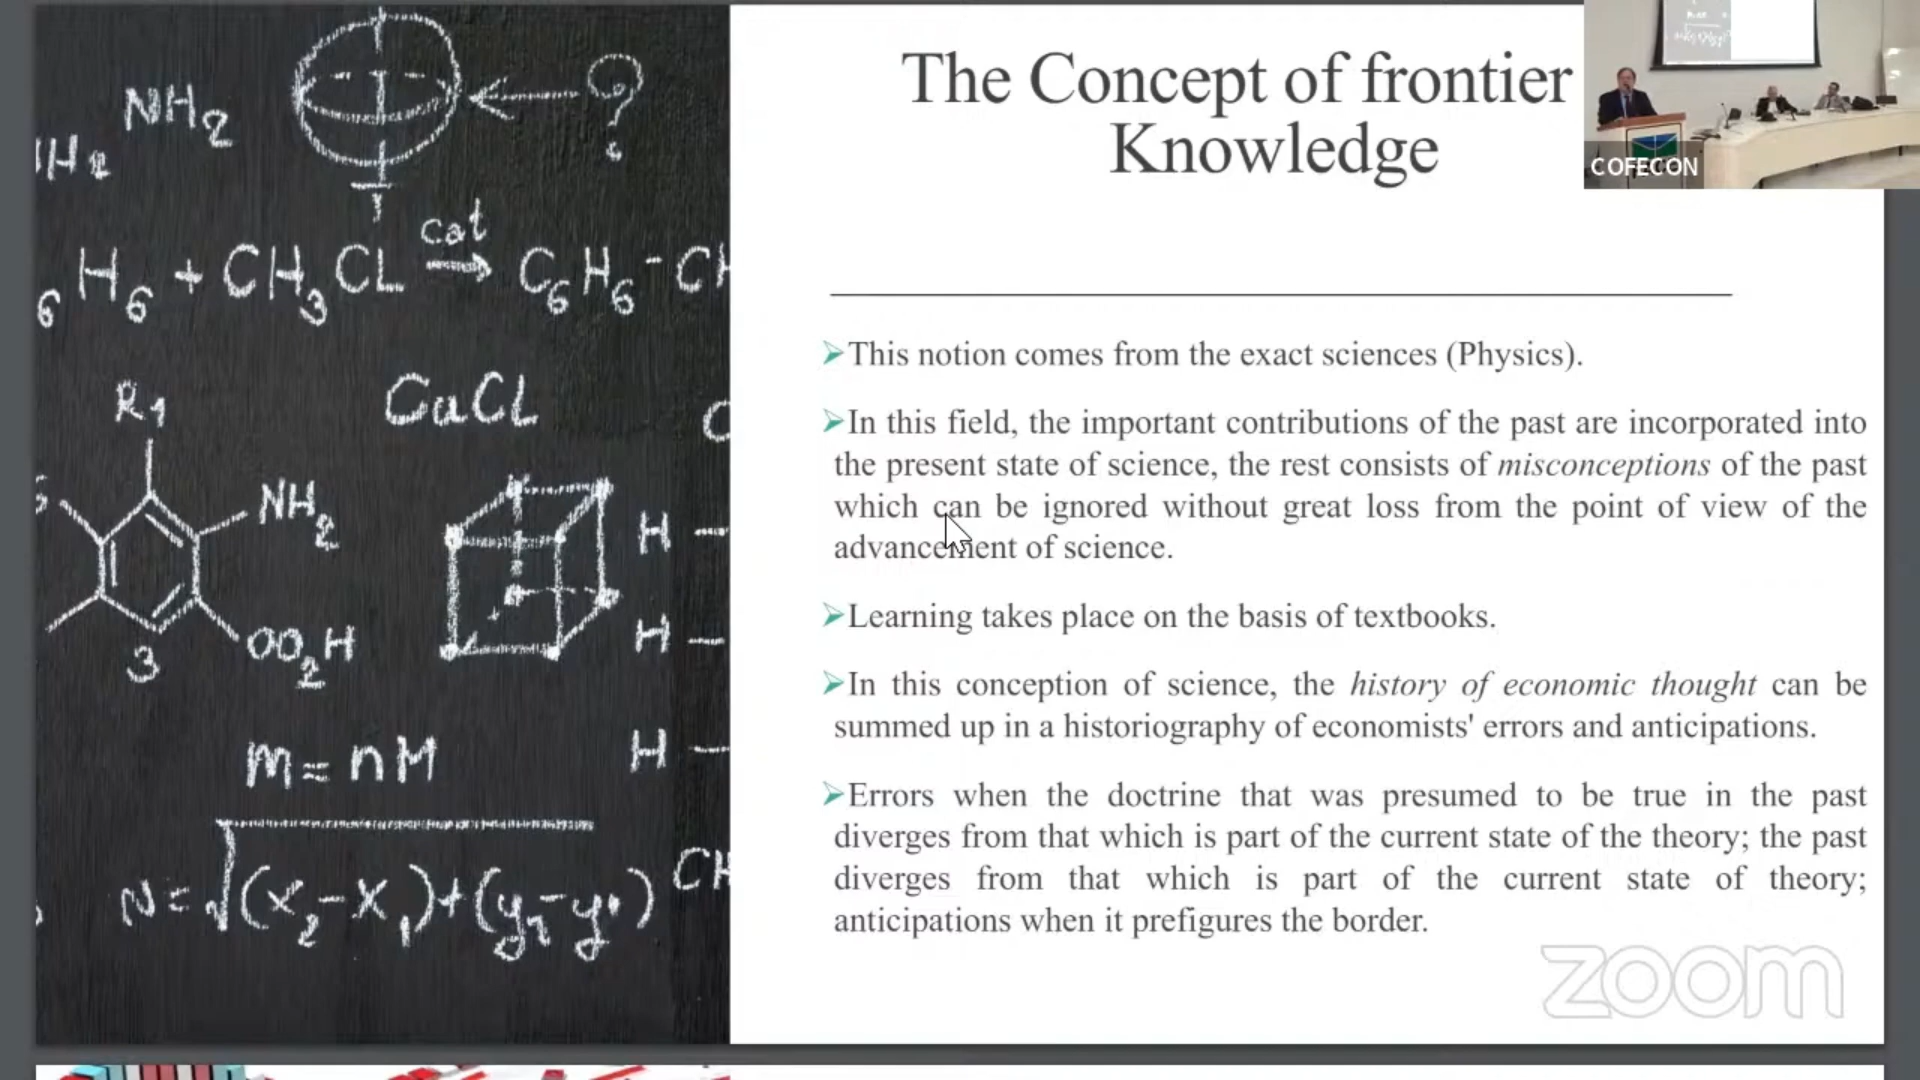 The Concept of frontier
Knowledge
COFECON
This notion comes from the exact sciences (Physics).
In this field, the important contributions of the past are incorporated into
the present state of science, the rest consists of misconceptions of the past
which can be ignored without great loss from the point of view of the
advancement of science.
Learning takes place on the basis of textbooks.
In this conception of science, the history of economic thought can be
summed up in a historiography of economists' errors and anticipations.
Errors when the doctrine that was presumed to be true in the past
diverges from that which is part of the current state of the theory; the past
diverges from that which is part of the current state of theory;
anticipations when it prefigures the border.
zoom
NH2
?
H2
cat
6H6 + CH3CL → C6H6-CH
R1
CaCL
C
NH2
H
3
OO2H
H
m = nM
H
N = √(x2-x1)+(y2-y1)
CH